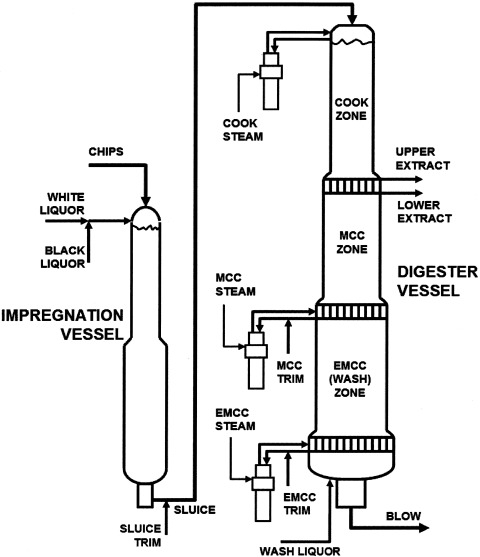 COOK
STEAM
COOK
ZONE
CHIPS
UPPER
EXTRACT
WHITE
LIQUOR
LOWER
EXTRACT
BLACK
LIQUOR
MCC
ZONE
DIGESTER
VESSEL
MCC
STEAM
IMPREGNATION
VESSEL
MCC
TRIM
EMCC
(WASH)
ZONE
EMCC
STEAM
SLUICE
SLUICE
TRIM
EMCC
TRIM
BLOW
WASH LIQUOR